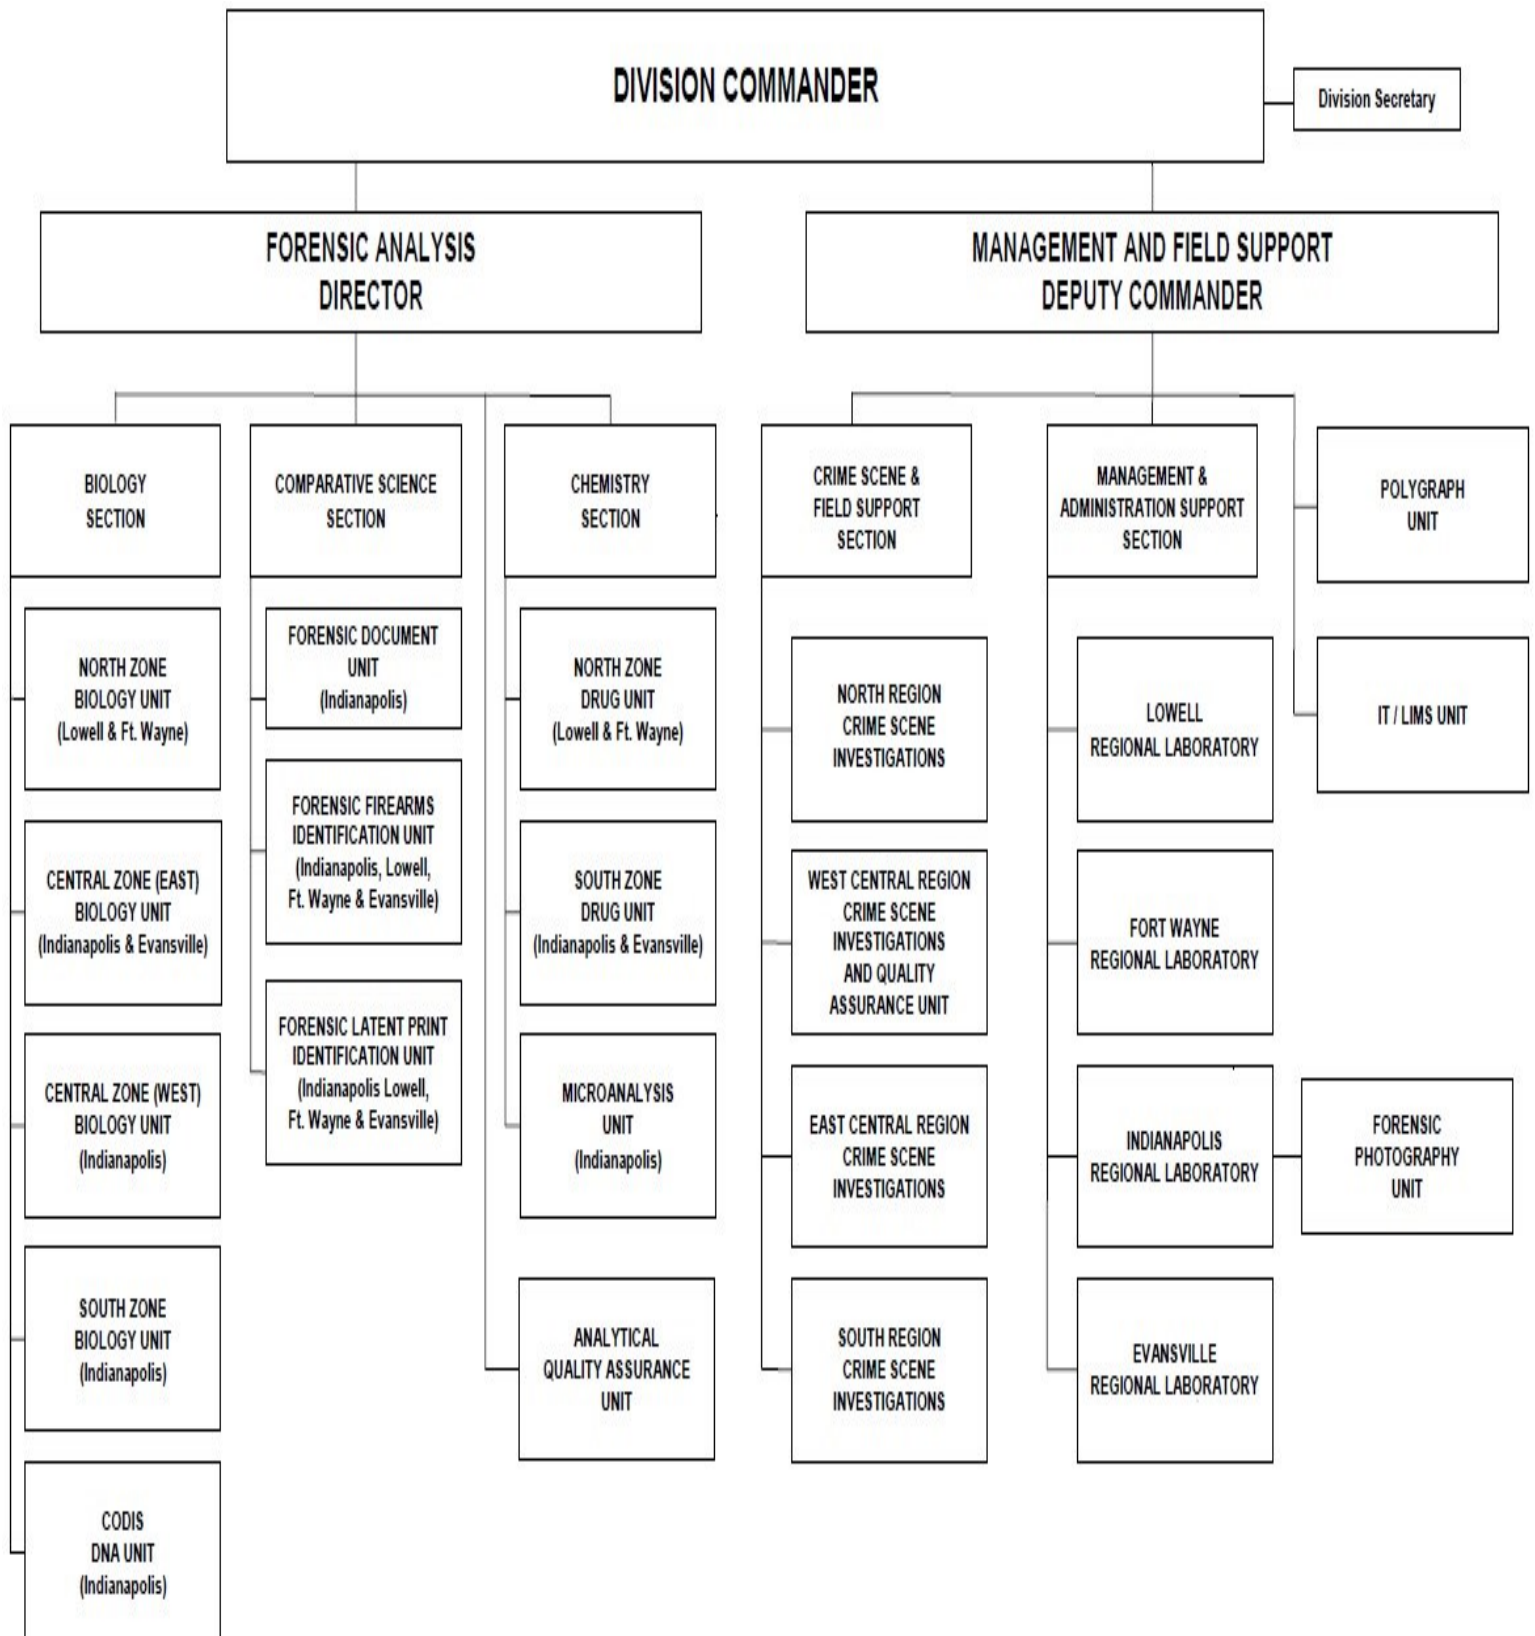 DIVISION COMMANDER
Division Secretary
FORENSIC ANALYSIS
DIRECTOR
MANAGEMENT AND FIELD SUPPORT
DEPUTY COMMANDER
BIOLOGY
SECTION
COMPARATIVE SCIENCE
SECTION
CHEMISTRY
SECTION
CRIME SCENE &
FIELD SUPPORT
SECTION
MANAGEMENT &
ADMINISTRATION SUPPORT
SECTION
POLYGRAPH
UNIT
NORTH ZONE
BIOLOGY UNIT
(Lowell & Ft. Wayne)
FORENSIC DOCUMENT
UNIT
(Indianapolis)
NORTH ZONE
DRUG UNIT
(Lowell & Ft. Wayne)
NORTH REGION
CRIME SCENE
INVESTIGATIONS
LOWELL
REGIONAL LABORATORY
IT / LIMS UNIT
CENTRAL ZONE (EAST)
BIOLOGY UNIT
(Indianapolis & Evansville)
FORENSIC FIREARMS
IDENTIFICATION UNIT
(Indianapolis, Lowell,
Ft. Wayne & Evansville)
SOUTH ZONE
DRUG UNIT
(Indianapolis & Evansville)
WEST CENTRAL REGION
CRIME SCENE
INVESTIGATIONS
AND QUALITY
ASSURANCE UNIT
FORT WAYNE
REGIONAL LABORATORY
CENTRAL ZONE (WEST)
BIOLOGY UNIT
(Indianapolis)
FORENSIC LATENT PRINT
IDENTIFICATION UNIT
(Indianapolis Lowell,
Ft. Wayne & Evansville)
MICROANALYSIS
UNIT
(Indianapolis)
EAST CENTRAL REGION
CRIME SCENE
INVESTIGATIONS
INDIANAPOLIS
REGIONAL LABORATORY
FORENSIC
PHOTOGRAPHY
UNIT
SOUTH ZONE
BIOLOGY UNIT
(Indianapolis)
ANALYTICAL
QUALITY ASSURANCE
UNIT
SOUTH REGION
CRIME SCENE
INVESTIGATIONS
EVANSVILLE
REGIONAL LABORATORY
CODIS
DNA UNIT
(Indianapolis)